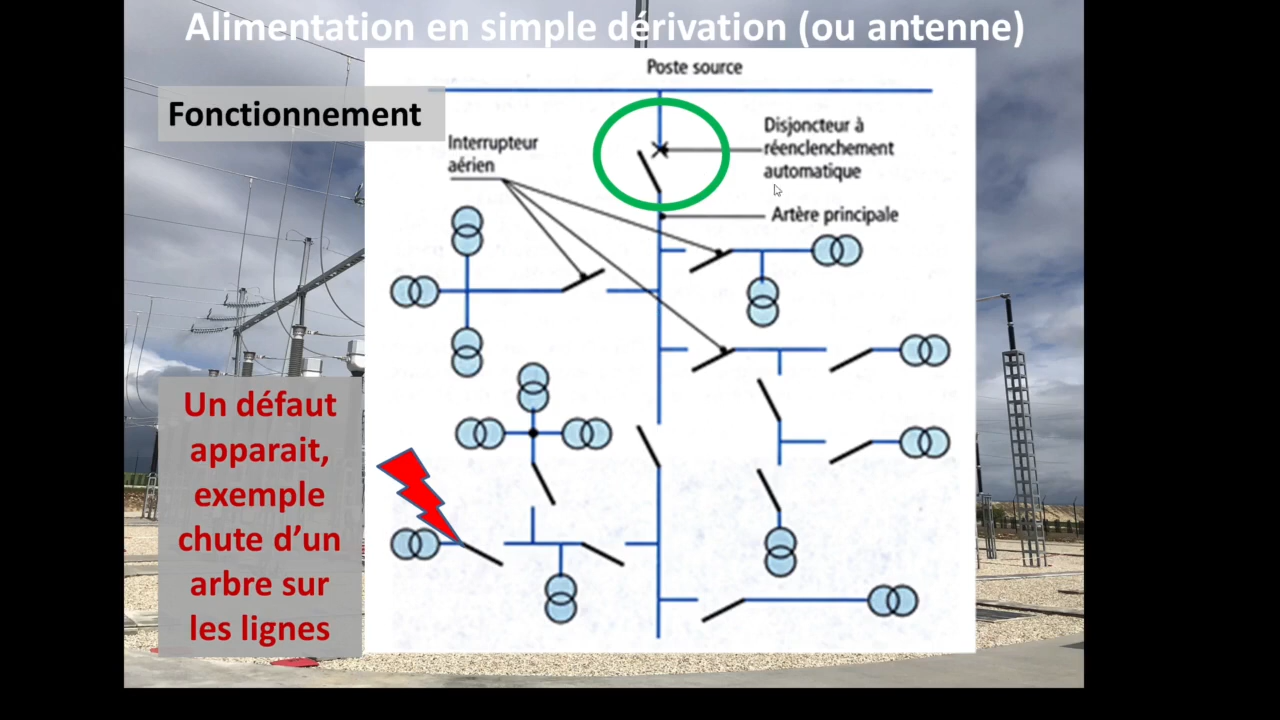 Alimentation en simple dérivation (ou antenne)
Poste source
Fonctionnement
Interrupteur
aérien
Disjoncteur à
réenclenchement
automatique
Artère principale
Un défaut
apparait,
exemple
chute d’un
arbre sur
les lignes